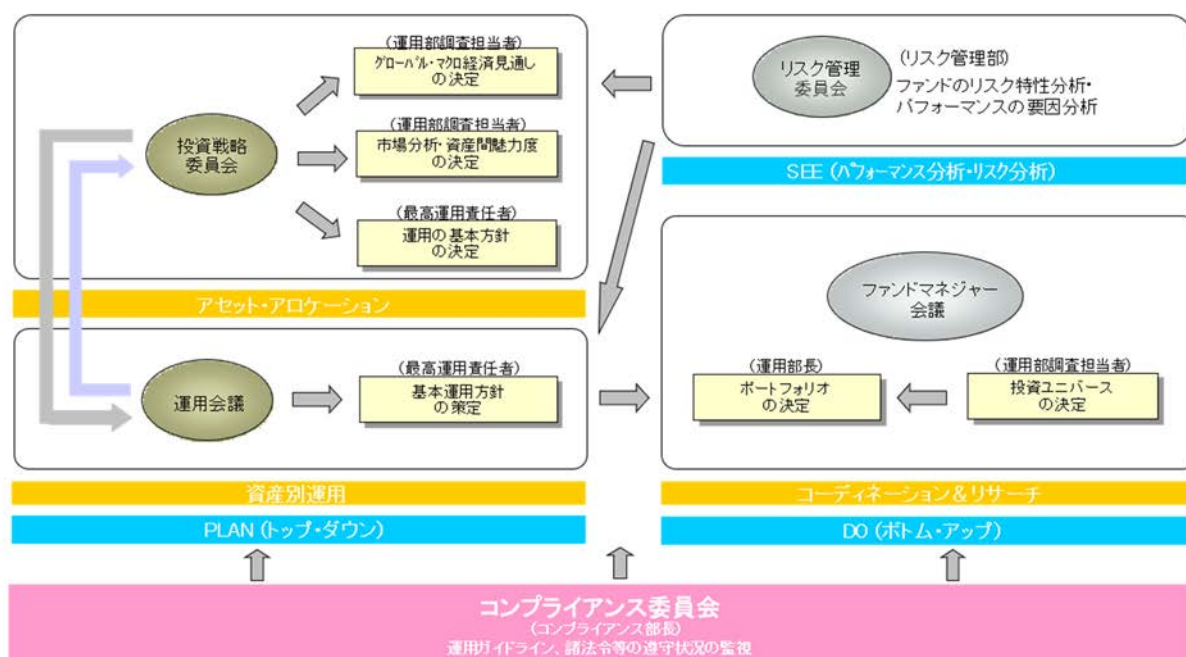 (運用部調査担当者)
グローバル・マクロ経済見通し
の決定
投資戦略
委員会
(運用部調査担当者)
市場分析・資産間魅力度
の決定
(最高運用責任者)
運用の基本方針
の決定
アセット・アロケーション
運用会議
(最高運用責任者)
基本運用方針
の策定
資産別運用
PLAN (トップ・ダウン)
リスク管理
委員会
(リスク管理部)
ファンドのリスク特性分析・
パフォーマンスの要因分析
SEE (パフォーマンス分析・リスク分析)
ファンドマネジャー
会議
(運用部長)
ポートフォリオ
の決定
(運用部調査担当者)
投資ユニバース
の決定
コーディネーション&リサーチ
DO (ボトム・アップ)
コンプライアンス委員会
(コンプライアンス部長)
運用ガイドライン、諸法令等の遵守状況の監視